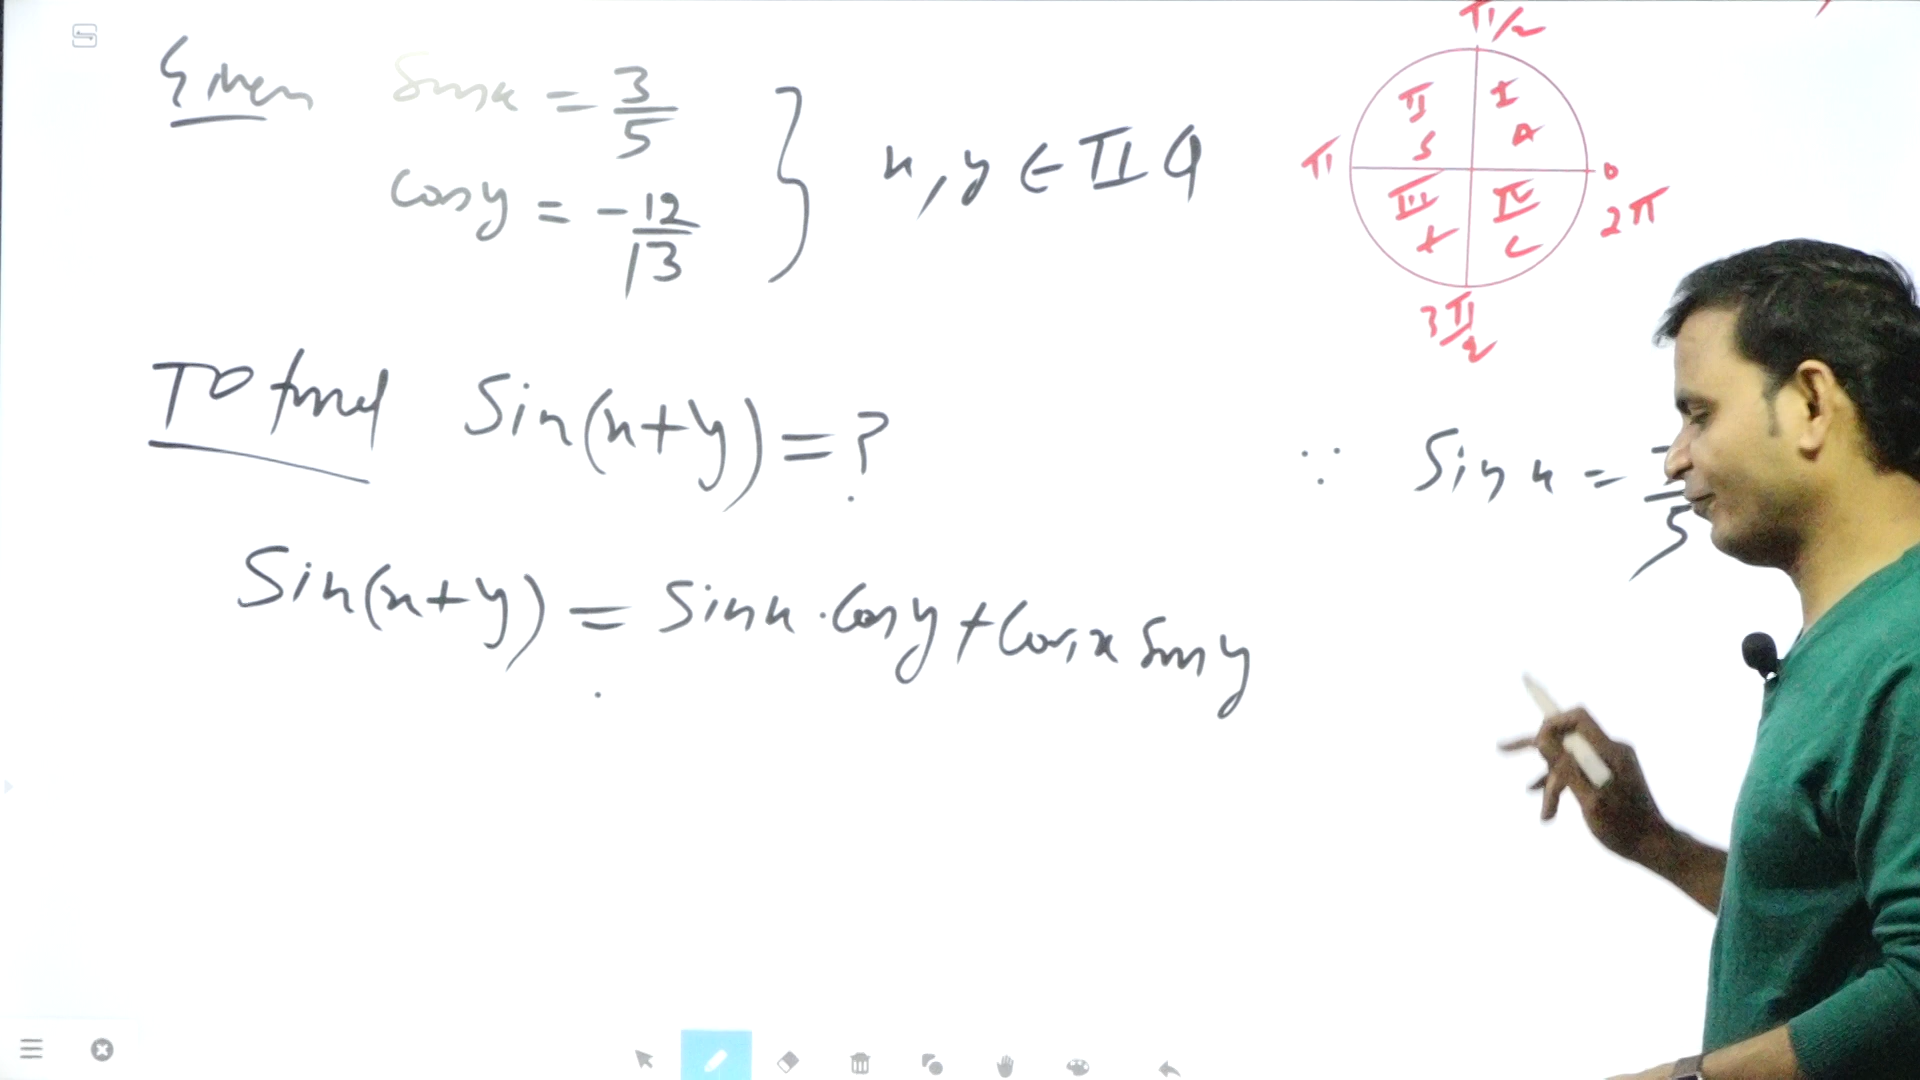 Given Sinx = 3/5
Cosy = -12/13
x, y ∈ II Q
π/2
II I
S A
π 0
III IV 2π
t C
3π/2
To find Sin(x+y) = ?
∵ Sin x = /5
Sin(x+y) = Sinx . Cosy + Cosx Siny